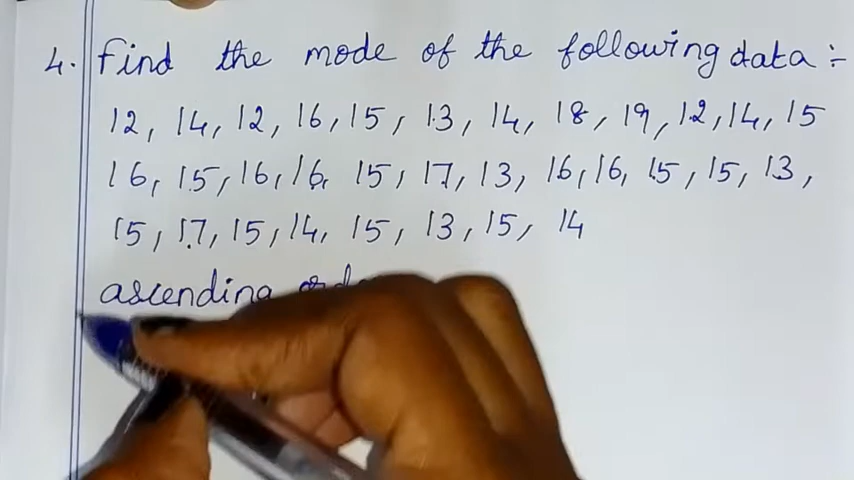 4. Find the mode of the following data :-
12, 14, 12, 16, 15, 13, 14, 18, 19, 12, 14, 15
16, 15, 16, 16, 15, 17, 13, 16, 16, 15, 15, 13,
15, 17, 15, 14, 15, 13, 15, 14
ascending